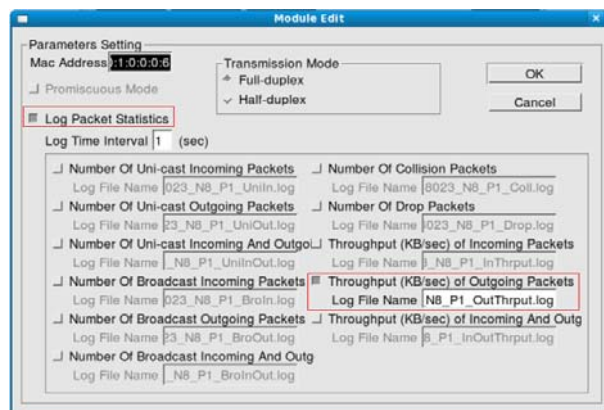 Module Edit
Parameters Setting
Mac Address :1:0:0:0:6
Transmission Mode
Full-duplex
Half-duplex
OK
Cancel
Promiscuous Mode
Log Packet Statistics
Log Time Interval 1 (sec)
Number Of Uni-cast Incoming Packets
Log File Name 023_N8_P1_UniIn.log
Number Of Uni-cast Outgoing Packets
Log File Name 23_N8_P1_UniOut.log
Number Of Uni-cast Incoming And Outgo
Log File Name _N8_P1_UniInOut.log
Number Of Broadcast Incoming Packets
Log File Name 023_N8_P1_BroIn.log
Number Of Broadcast Outgoing Packets
Log File Name 23_N8_P1_BroOut.log
Number Of Broadcast Incoming And Outg
Log File Name _N8_P1_BroInOut.log
Number Of Collision Packets
Log File Name 8023_N8_P1_Coll.log
Number Of Drop Packets
Log File Name 023_N8_P1_Drop.log
Throughput (KB/sec) of Incoming Packets
Log File Name _N8_P1_InThrput.log
Throughput (KB/sec) of Outgoing Packets
Log File Name N8_P1_OutThrput.log
Throughput (KB/sec) of Incoming And Outg
Log File Name 8_P1_InOutThrput.log